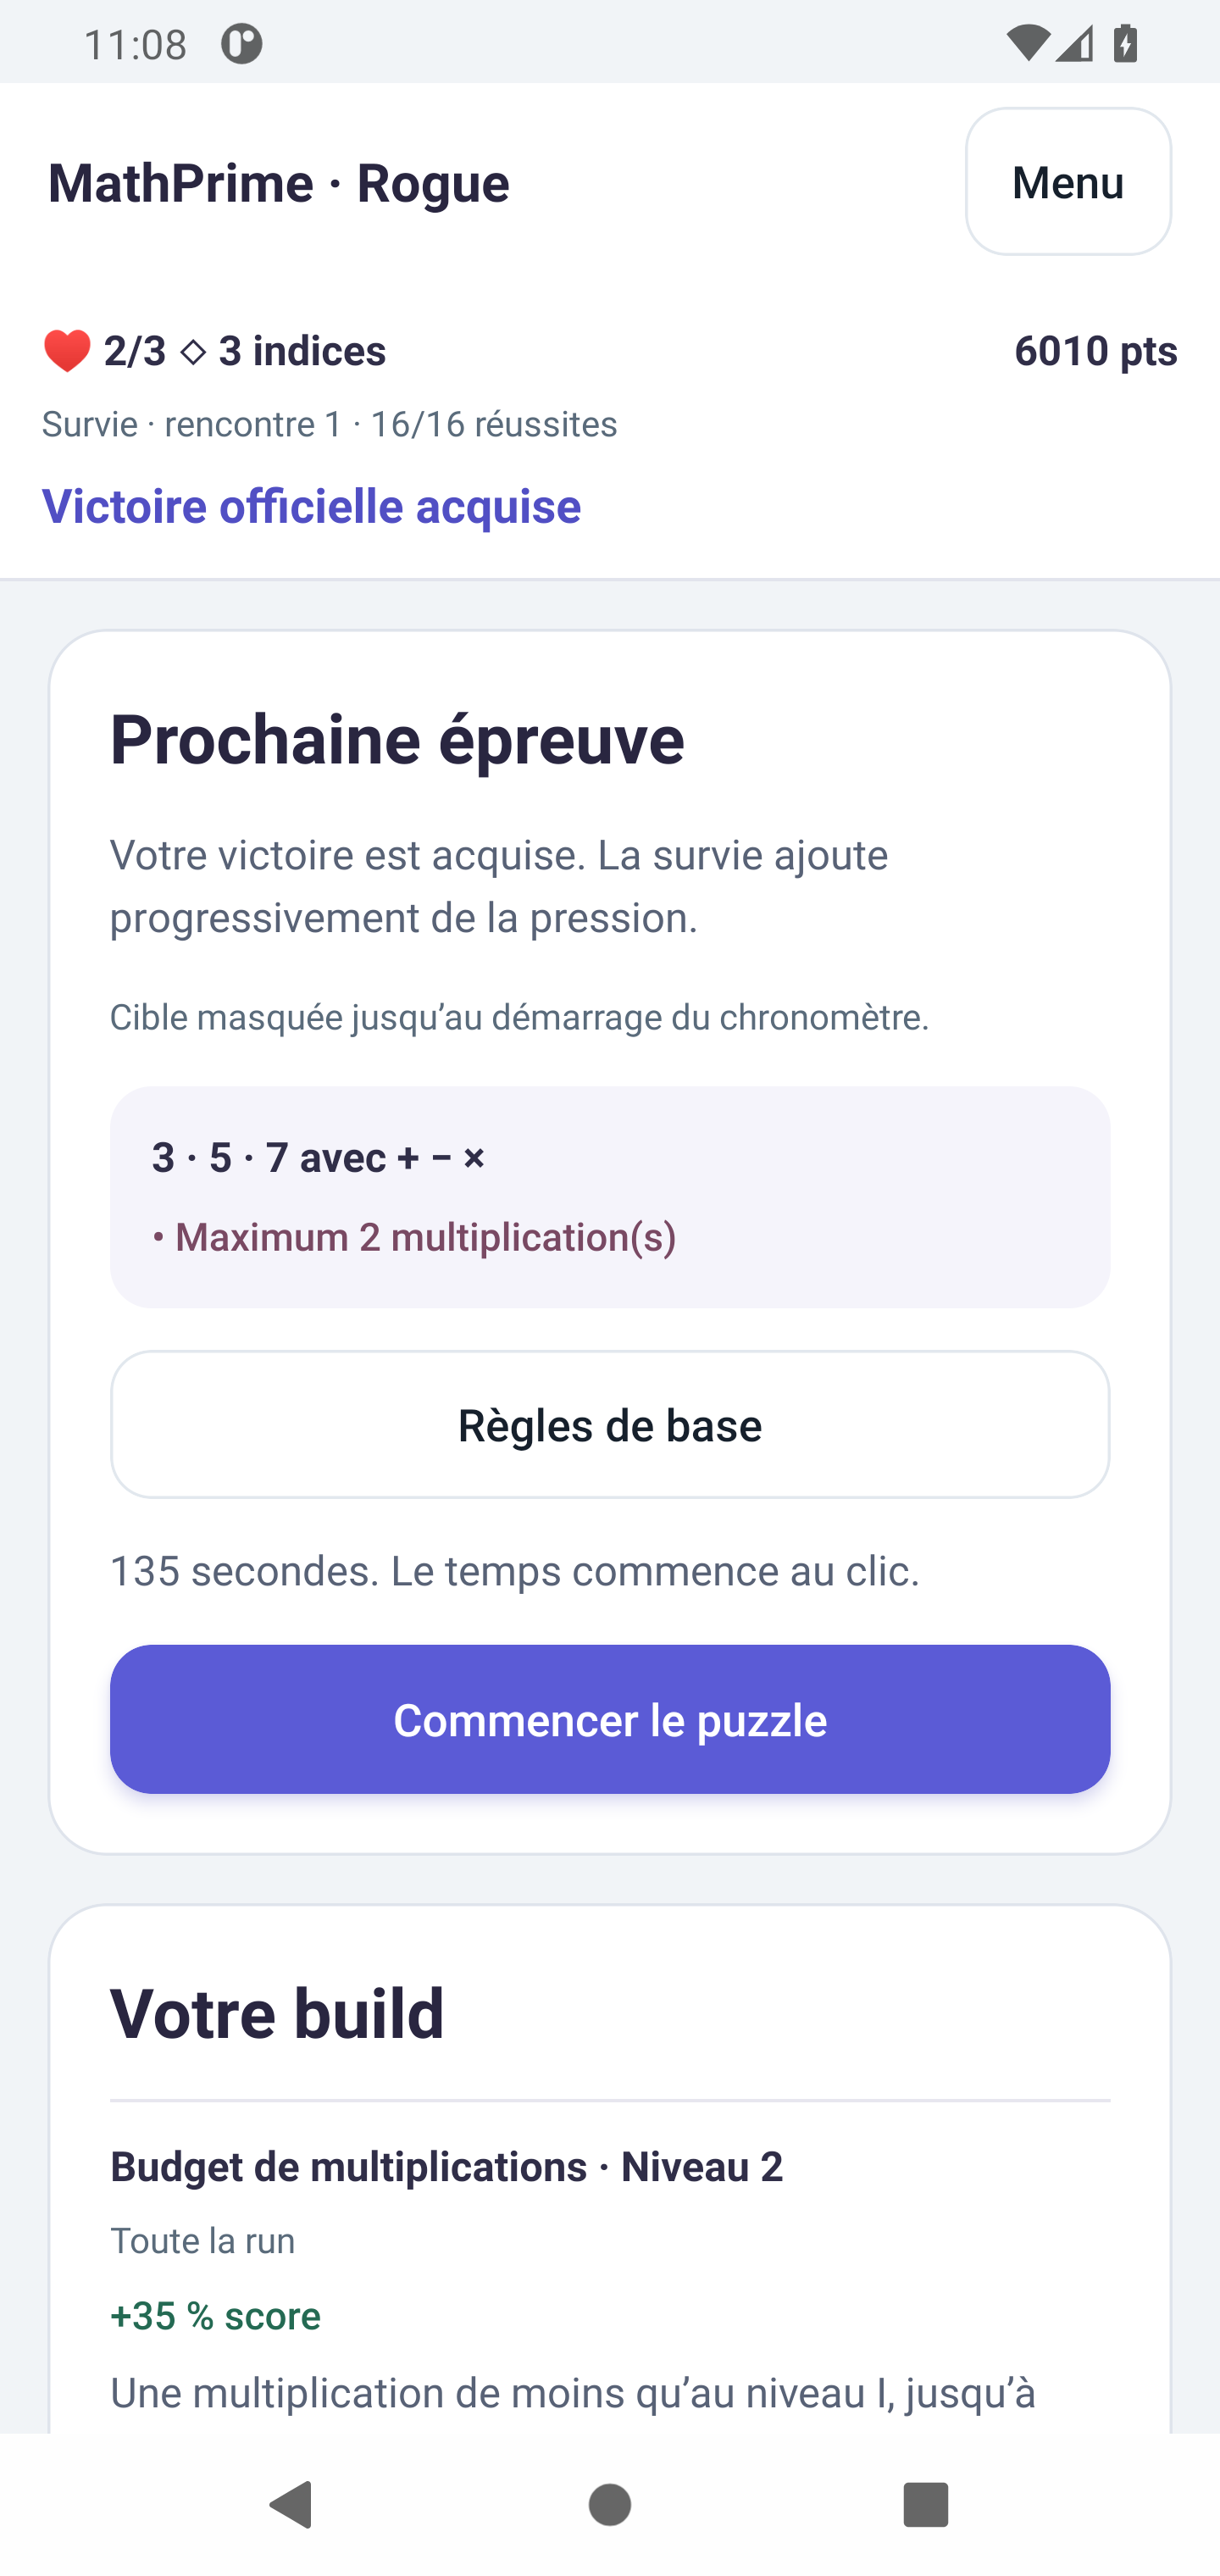 11:08
MathPrime · Rogue
Menu
❤️ 2/3 ◇ 3 indices
6010 pts
Survie · rencontre 1 · 16/16 réussites
Victoire officielle acquise
Prochaine épreuve
Votre victoire est acquise. La survie ajoute
progressivement de la pression.
Cible masquée jusqu’au démarrage du chronomètre.
3 · 5 · 7 avec + − ×
• Maximum 2 multiplication(s)
Règles de base
135 secondes. Le temps commence au clic.
Commencer le puzzle
Votre build
Budget de multiplications · Niveau 2
Toute la run
+35 % score
Une multiplication de moins qu’au niveau I, jusqu’à